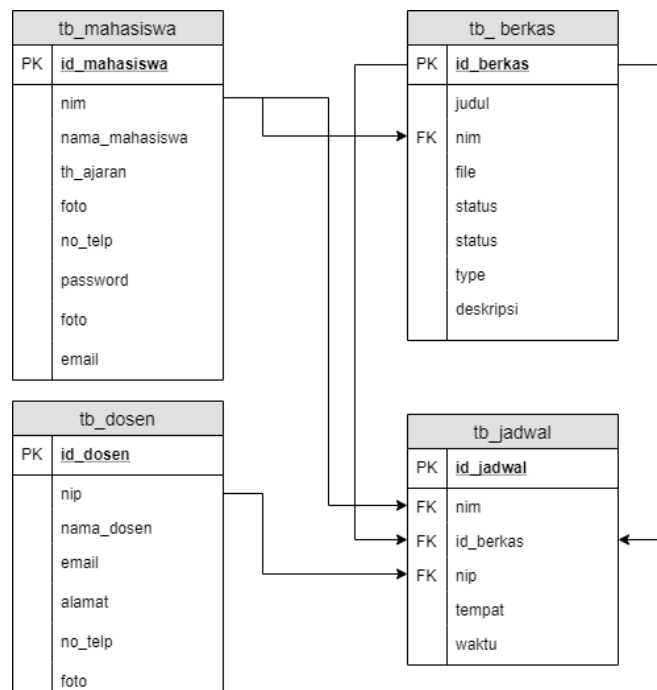 tb_mahasiswa
PK id_mahasiswa
nim
nama_mahasiswa
th_ajaran
foto
no_telp
password
foto
email
tb_ berkas
PK id_berkas
judul
FK nim
file
status
status
type
deskripsi
tb_dosen
PK id_dosen
nip
nama_dosen
email
alamat
no_telp
foto
tb_jadwal
PK id_jadwal
FK nim
FK id_berkas
FK nip
tempat
waktu